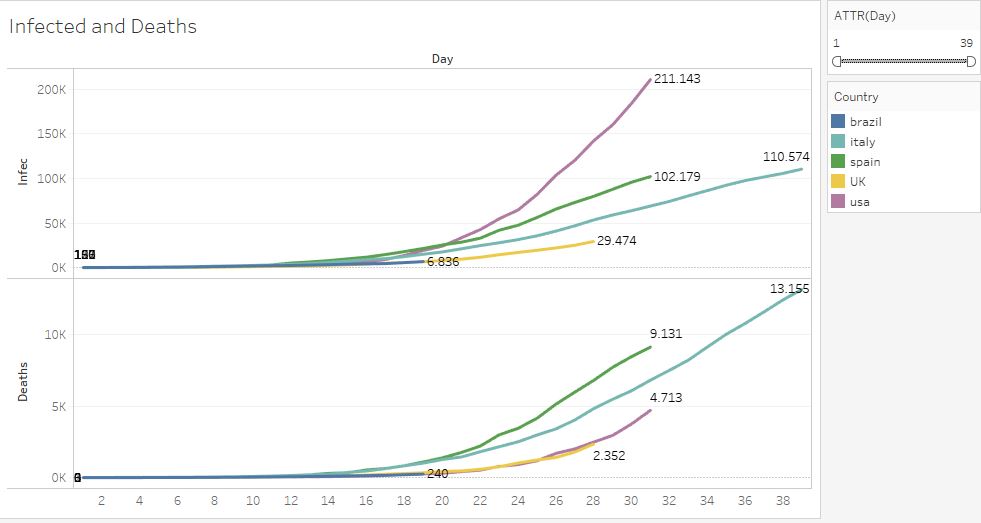 Infected and Deaths
ATTR(Day)
1 39
Day
Country
brazil
italy
spain
UK
usa
200K
150K
100K
50K
0K
Infec
211.143
110.574
102.179
29.474
6.836
10K
5K
0K
Deaths
13.155
9.131
4.713
2.352
240
2 4 6 8 10 12 14 16 18 20 22 24 26 28 30 32 34 36 38